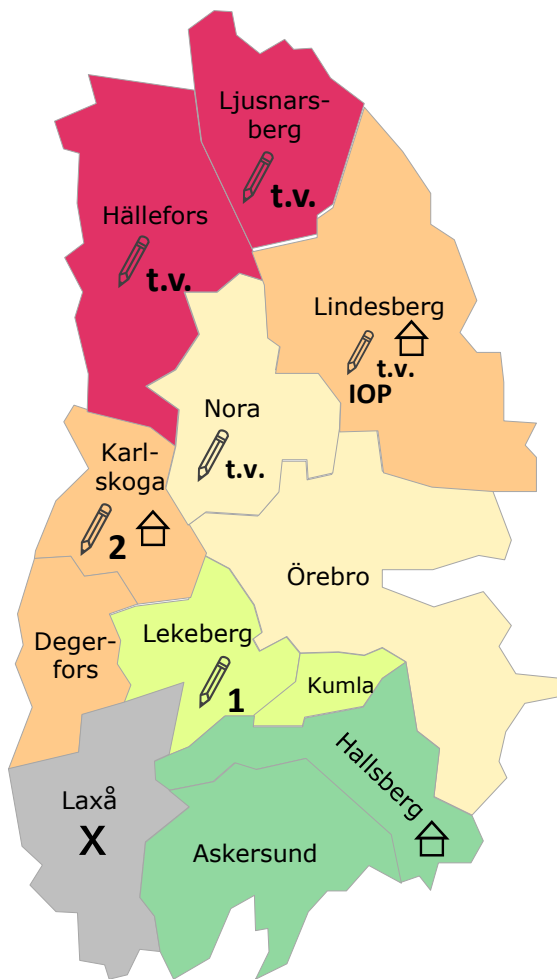 Ljusnars-
berg
t.v.
Hällefors
t.v.
Lindesberg
t.v.
IOP
Nora
t.v.
Karl-
skoga
2
Örebro
Deger-
fors
Lekeberg
1
Kumla
Hallsberg
Laxå
X
Askersund